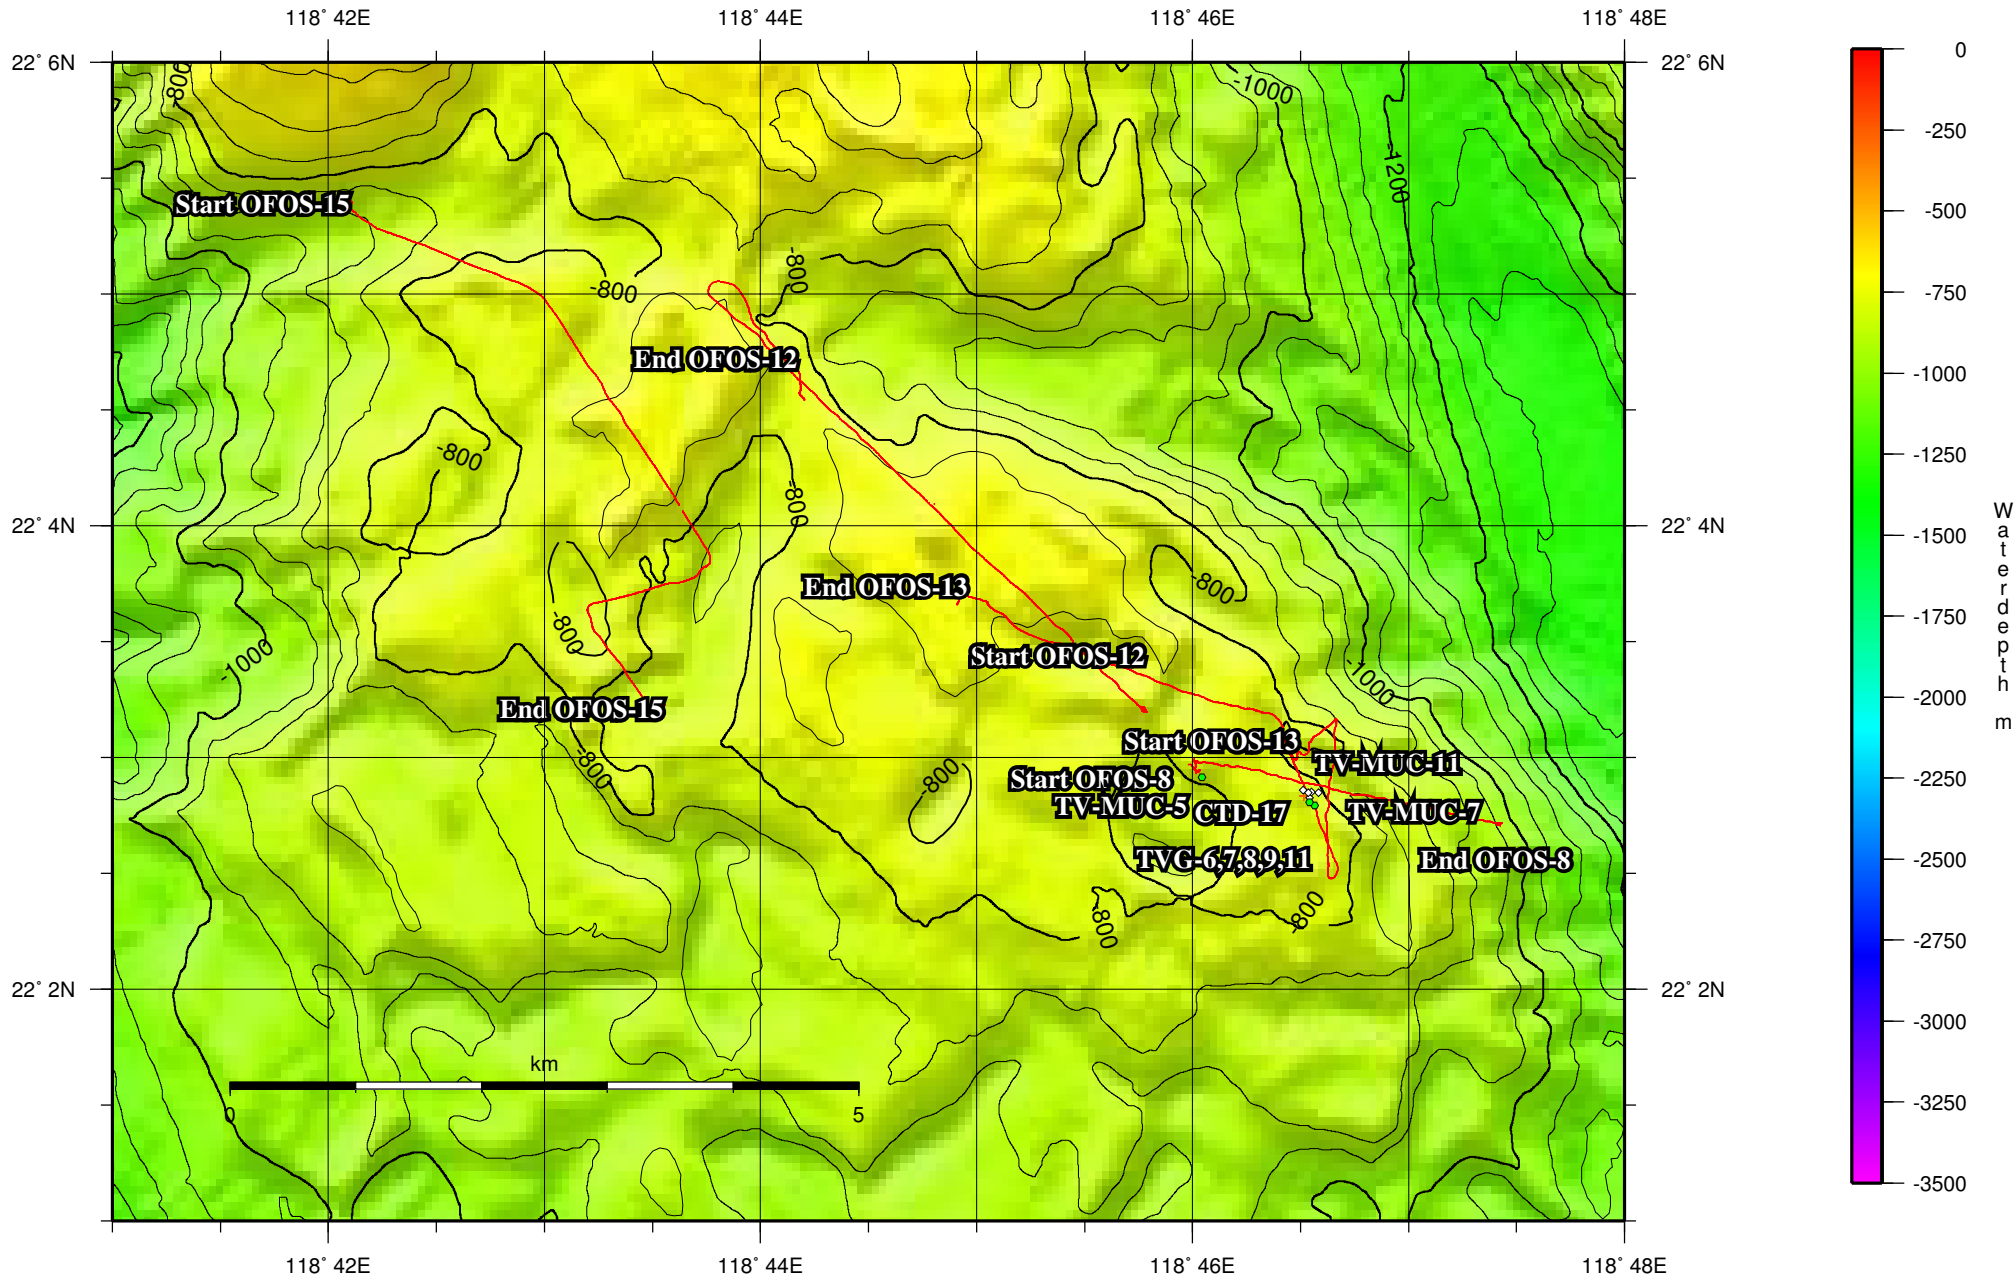 118° 42E 118° 44E 118° 46E 118° 48E
22° 6N 22° 6N
-800 -1000 -1200
Start OFOS-15
-800 -800
End OFOS-12
-800 -800
22° 4N 22° 4N
End OFOS-13 -800
-800
Start OFOS-12
-1000 -1000
End OFOS-15
Start OFOS-13
-800 TV-MUC-11
Start OFOS-8 -800
TV-MUC-5 CTD-17 TV-MUC-7
TVG-6,7,8,9,11 End OFOS-8
-800 -800
22° 2N 22° 2N
km
0 5
118° 42E 118° 44E 118° 46E 118° 48E
0
-250
-500
-750
-1000
-1250
-1500
-1750
-2000
-2250
-2500
-2750
-3000
-3250
-3500
Waterdepth m